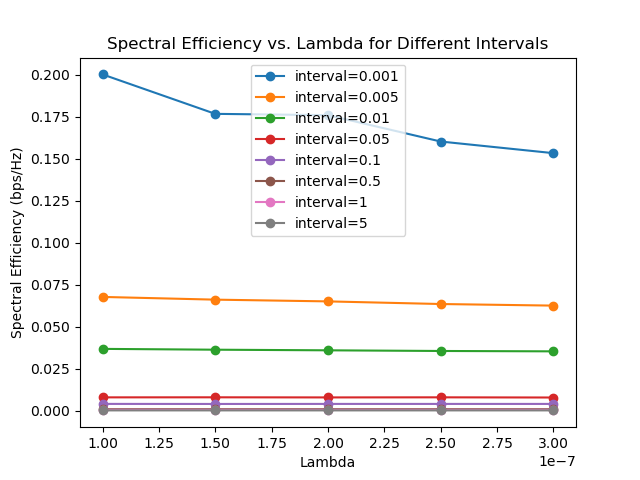 Spectral Efficiency vs. Lambda for Different Intervals
0.200
0.175
0.150
0.125
0.100
0.075
0.050
0.025
0.000
Spectral Efficiency (bps/Hz)
interval=0.001
interval=0.005
interval=0.01
interval=0.05
interval=0.1
interval=0.5
interval=1
interval=5
1.00 1.25 1.50 1.75 2.00 2.25 2.50 2.75 3.00
1e−7
Lambda